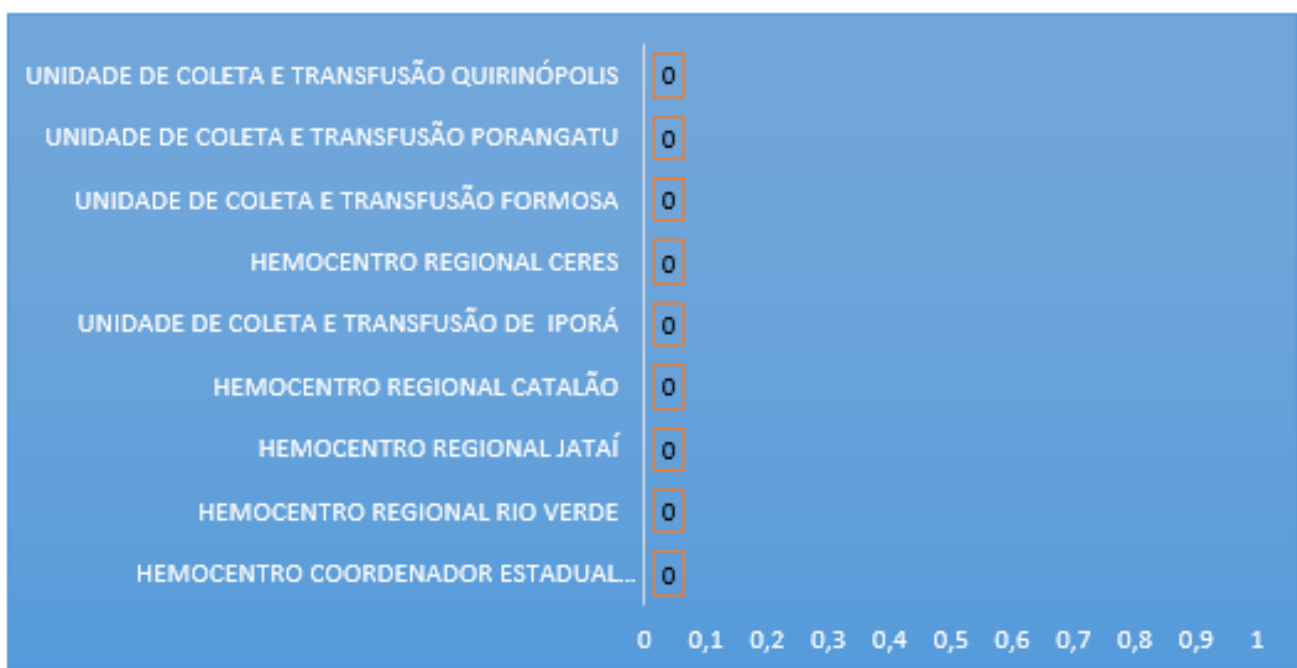 UNIDADE DE COLETA E TRANSFUSÃO QUIRINÓPOLIS 0
UNIDADE DE COLETA E TRANSFUSÃO PORANGATU 0
UNIDADE DE COLETA E TRANSFUSÃO FORMOSA 0
HEMOCENTRO REGIONAL CERES 0
UNIDADE DE COLETA E TRANSFUSÃO DE IPORÁ 0
HEMOCENTRO REGIONAL CATALÃO 0
HEMOCENTRO REGIONAL JATAÍ 0
HEMOCENTRO REGIONAL RIO VERDE 0
HEMOCENTRO COORDENADOR ESTADUAL... 0
0 0,1 0,2 0,3 0,4 0,5 0,6 0,7 0,8 0,9 1